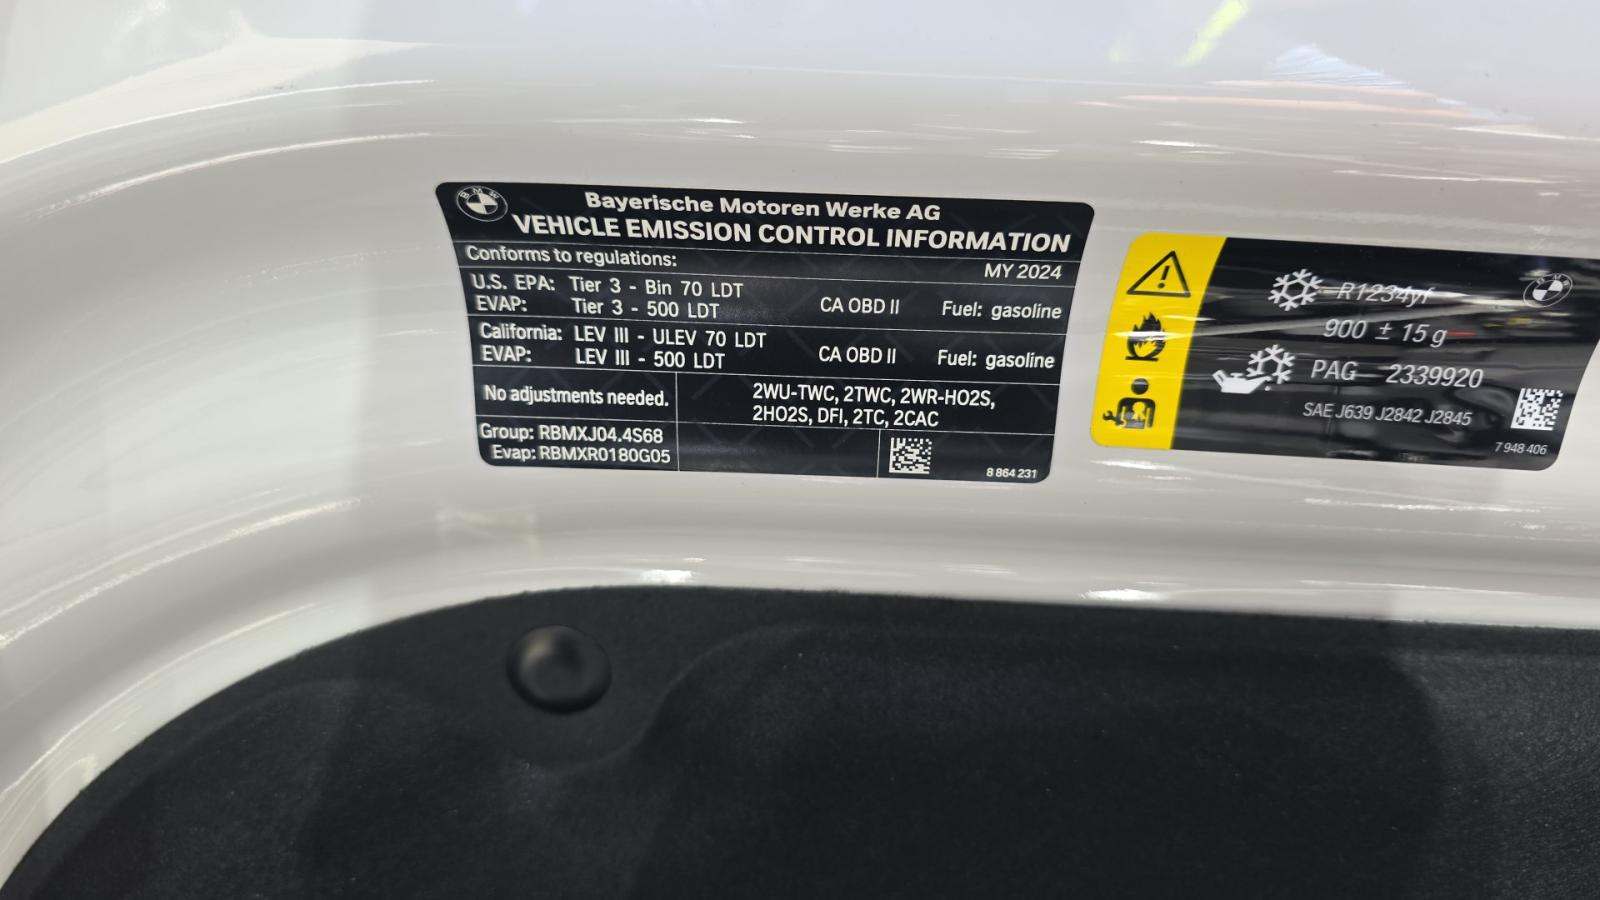 BMW
Bayerische Motoren Werke AG
VEHICLE EMISSION CONTROL INFORMATION
Conforms to regulations: MY 2024
U.S. EPA: Tier 3 - Bin 70 LDT
EVAP: Tier 3 - 500 LDT CA OBD II Fuel: gasoline
California: LEV III - ULEV 70 LDT
EVAP: LEV III - 500 LDT CA OBD II Fuel: gasoline
No adjustments needed.
2WU-TWC, 2TWC, 2WR-HO2S,
2HO2S, DFI, 2TC, 2CAC
Group: RBMXJ04.4S68
Evap: RBMXR0180G05
8 864 231
R1234yf
900 ± 15 g
PAG 2339920
SAE J639 J2842 J2845
7 948 406